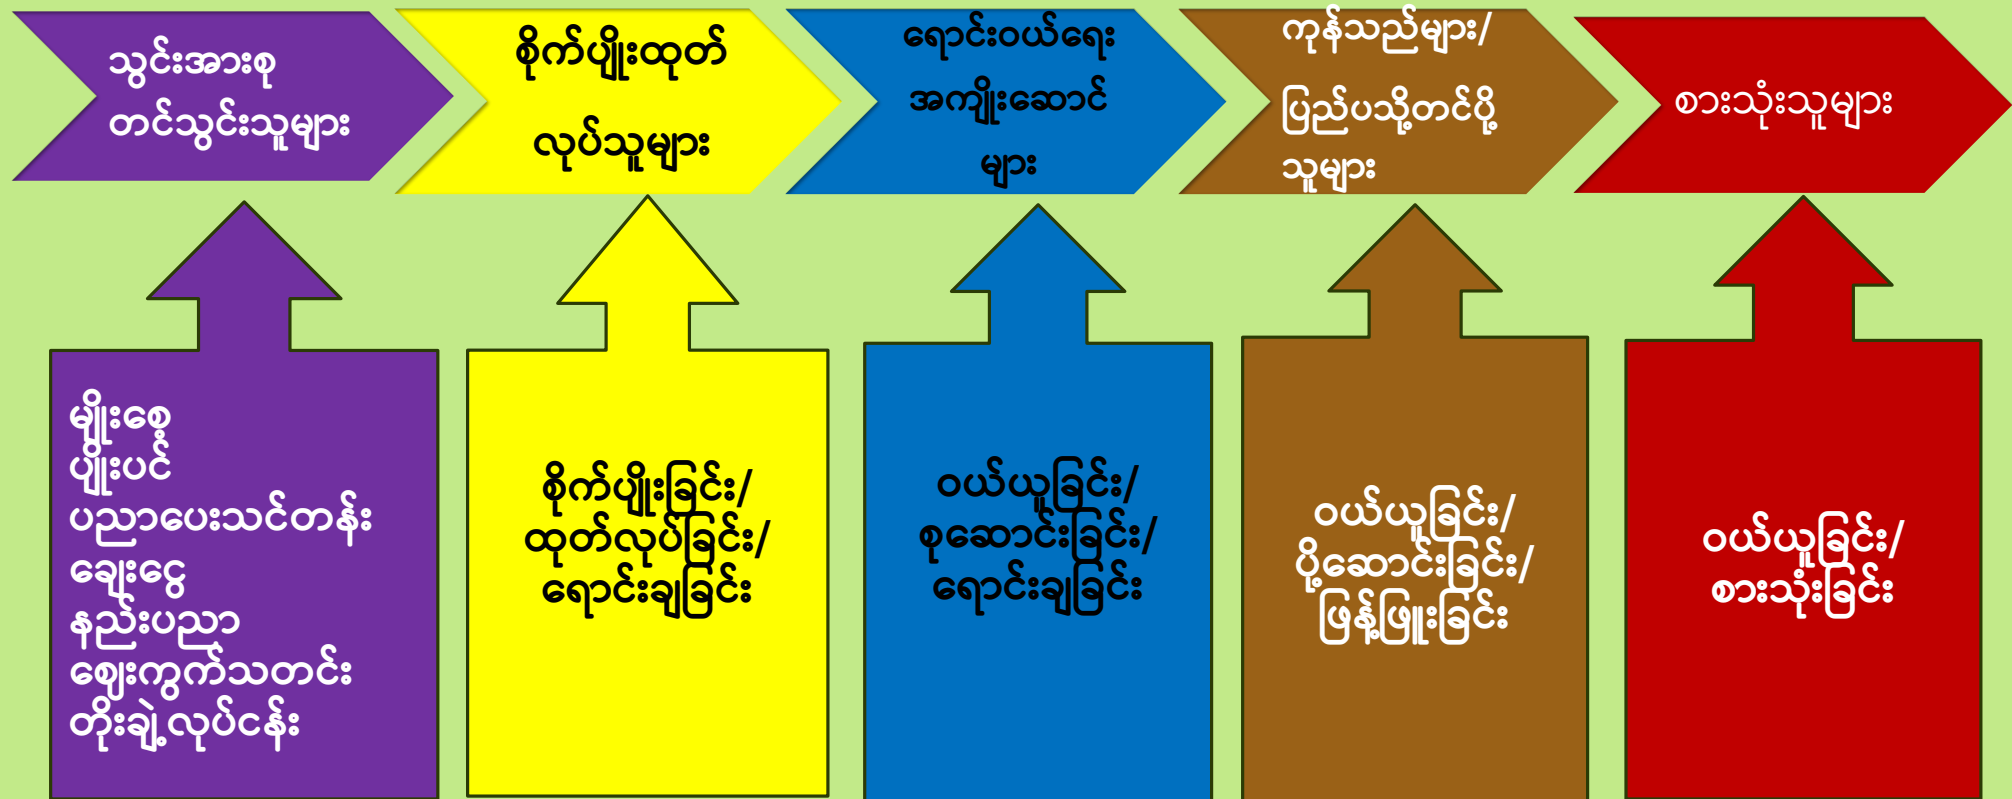 သွင်းအားစု
တင်သွင်းသူများ
စိုက်ပျိုးထုတ်
လုပ်သူများ
ရောင်းဝယ်ရေး
အကျိုးဆောင်
များ
ကုန်သည်များ/
ပြည်ပသို့တင်ပို့
သူများ
စားသုံးသူများ
မျိုးစေ့
ပျိုးပင်
ပညာပေးသင်တန်း
ချေးငွေ
နည်းပညာ
ဈေးကွက်သတင်း
တိုးချဲ့လုပ်ငန်း
စိုက်ပျိုးခြင်း/
ထုတ်လုပ်ခြင်း/
ရောင်းချခြင်း
ဝယ်ယူခြင်း/
စုဆောင်းခြင်း/
ရောင်းချခြင်း
ဝယ်ယူခြင်း/
ပို့ဆောင်းခြင်း/
ဖြန့်ဖြူးခြင်း
ဝယ်ယူခြင်း/
စားသုံးခြင်း